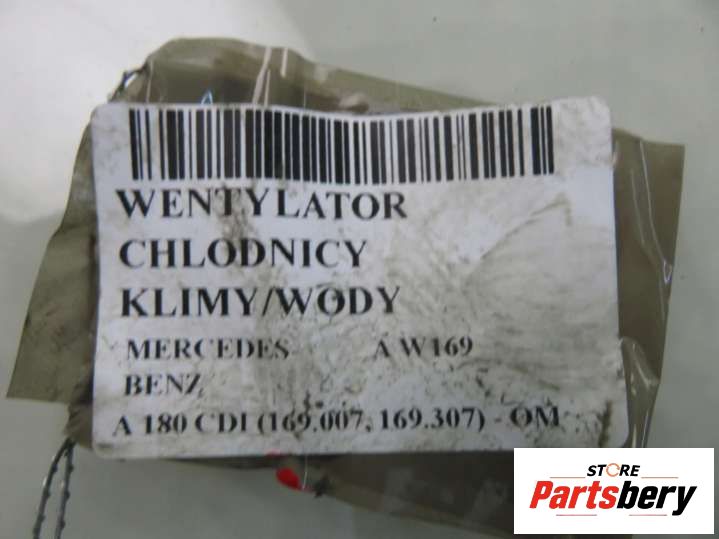 WENTYLATOR
CHLODNICY
KLIMY/WODY
MERCEDES A W169
BENZ
A 180 CDI (169.007, 169.307) - OM
STORE
Partsbery